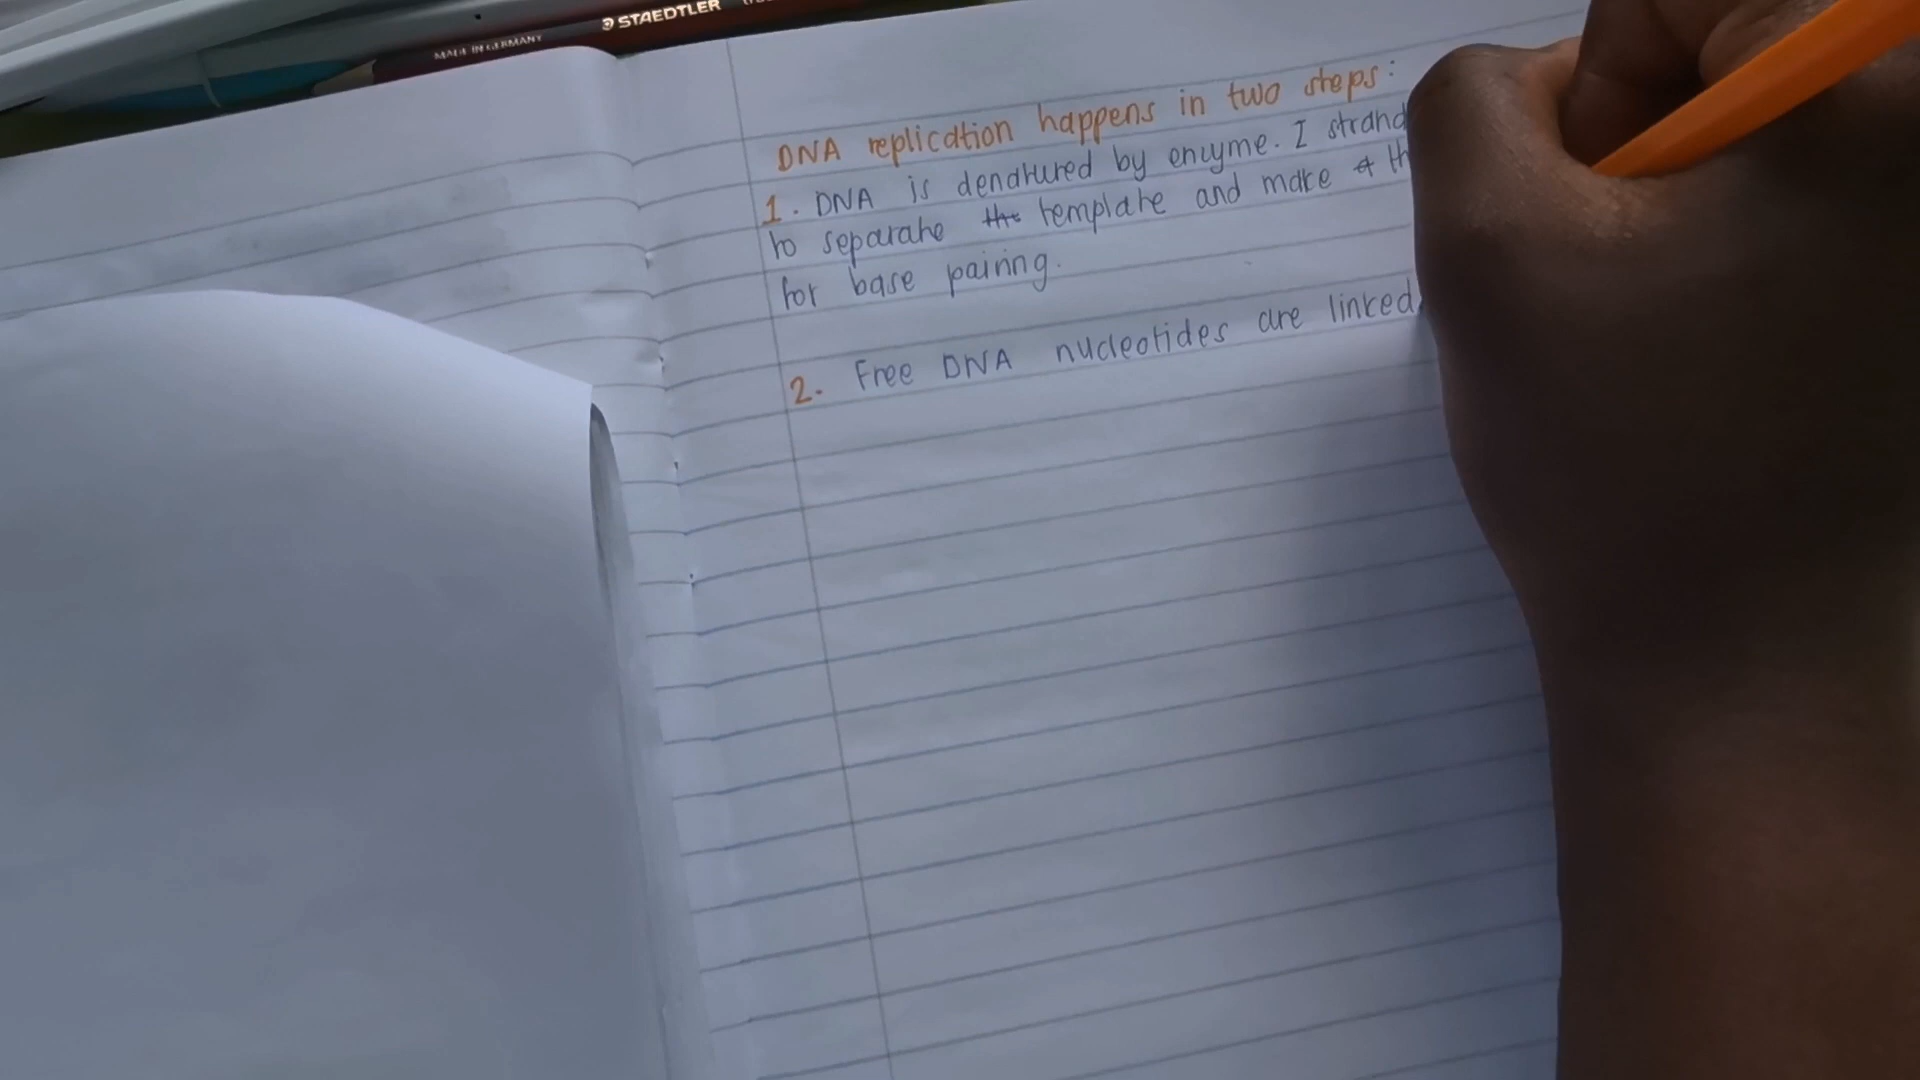 MADE IN GERMANY
STAEDTLER
DNA replication happens in two steps:
1. DNA is denatured by enzyme. I strand
to separate the template and make a th
for base pairing.
2. Free DNA nucleotides are linked